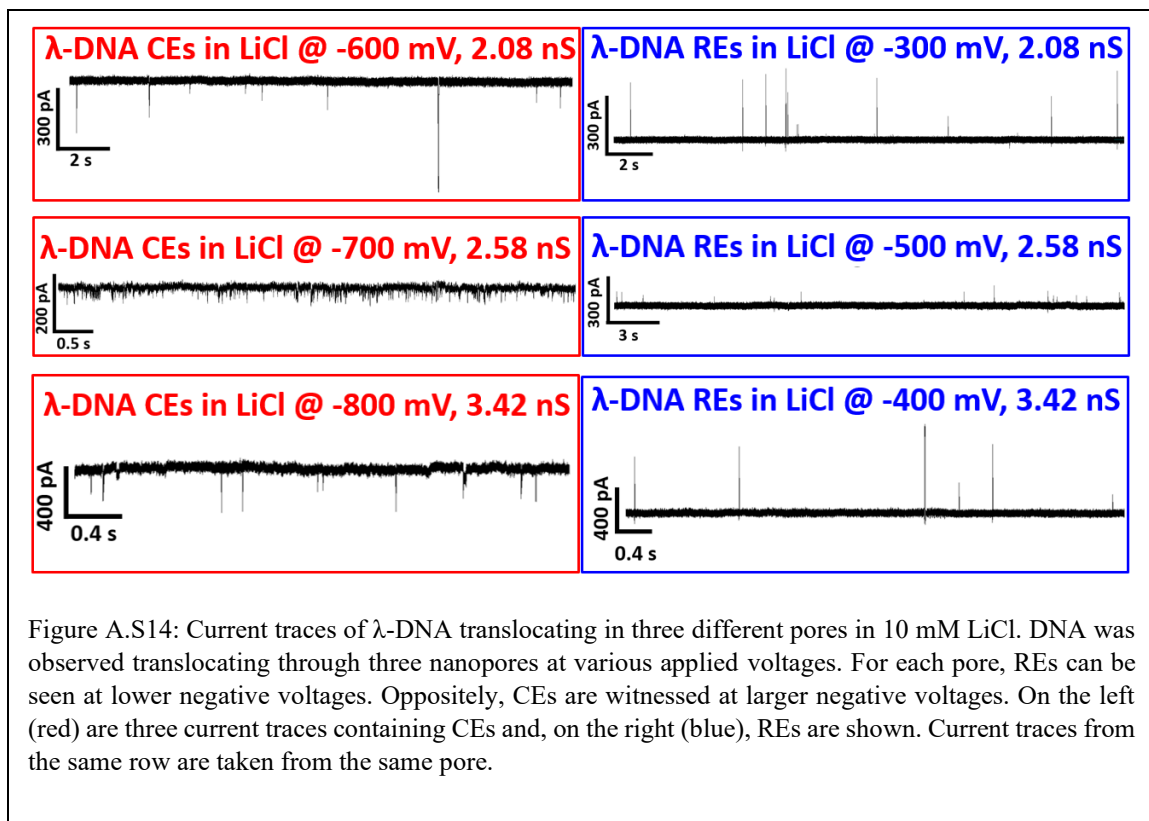 λ-DNA CEs in LiCl @ -600 mV, 2.08 nS
300 pA
2 s
λ-DNA REs in LiCl @ -300 mV, 2.08 nS
300 pA
2 s
λ-DNA CEs in LiCl @ -700 mV, 2.58 nS
200 pA
0.5 s
λ-DNA REs in LiCl @ -500 mV, 2.58 nS
300 pA
3 s
λ-DNA CEs in LiCl @ -800 mV, 3.42 nS
400 pA
0.4 s
λ-DNA REs in LiCl @ -400 mV, 3.42 nS
400 pA
0.4 s
Figure A.S14: Current traces of λ-DNA translocating in three different pores in 10 mM LiCl. DNA was
observed translocating through three nanopores at various applied voltages. For each pore, REs can be
seen at lower negative voltages. Oppositely, CEs are witnessed at larger negative voltages. On the left
(red) are three current traces containing CEs and, on the right (blue), REs are shown. Current traces from
the same row are taken from the same pore.